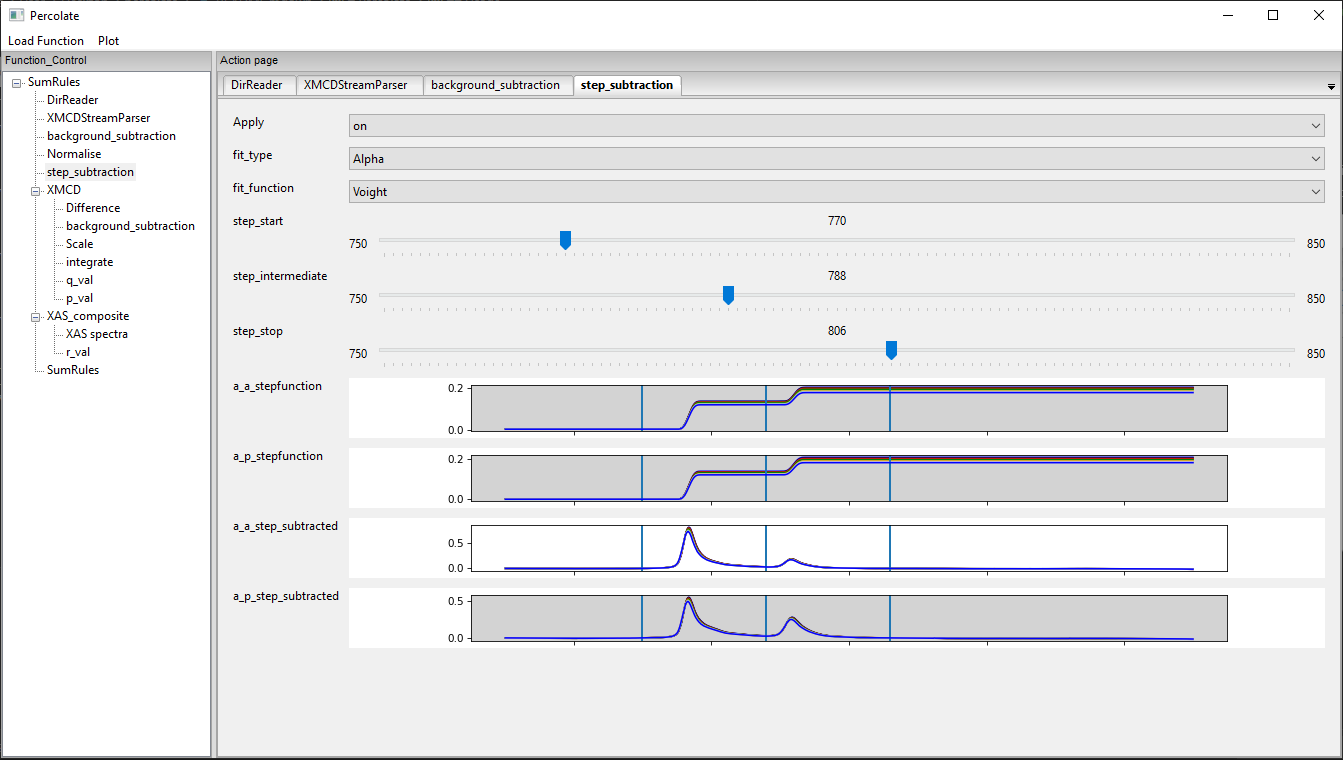 Percolate
Load Function Plot
Function_Control
SumRules
DirReader
XMCDStreamParser
background_subtraction
Normalise
step_subtraction
XMCD
Difference
background_subtraction
Scale
integrate
q_val
p_val
XAS_composite
XAS spectra
r_val
SumRules
Action page
DirReader XMCDStreamParser background_subtraction step_subtraction
Apply on
fit_type Alpha
fit_function Voight
step_start 770
750 850
step_intermediate 788
750 850
step_stop 806
750 850
a_a_stepfunction 0.2
0.0
a_p_stepfunction 0.2
0.0
a_a_step_subtracted
0.5
0.0
a_p_step_subtracted 0.5
0.0